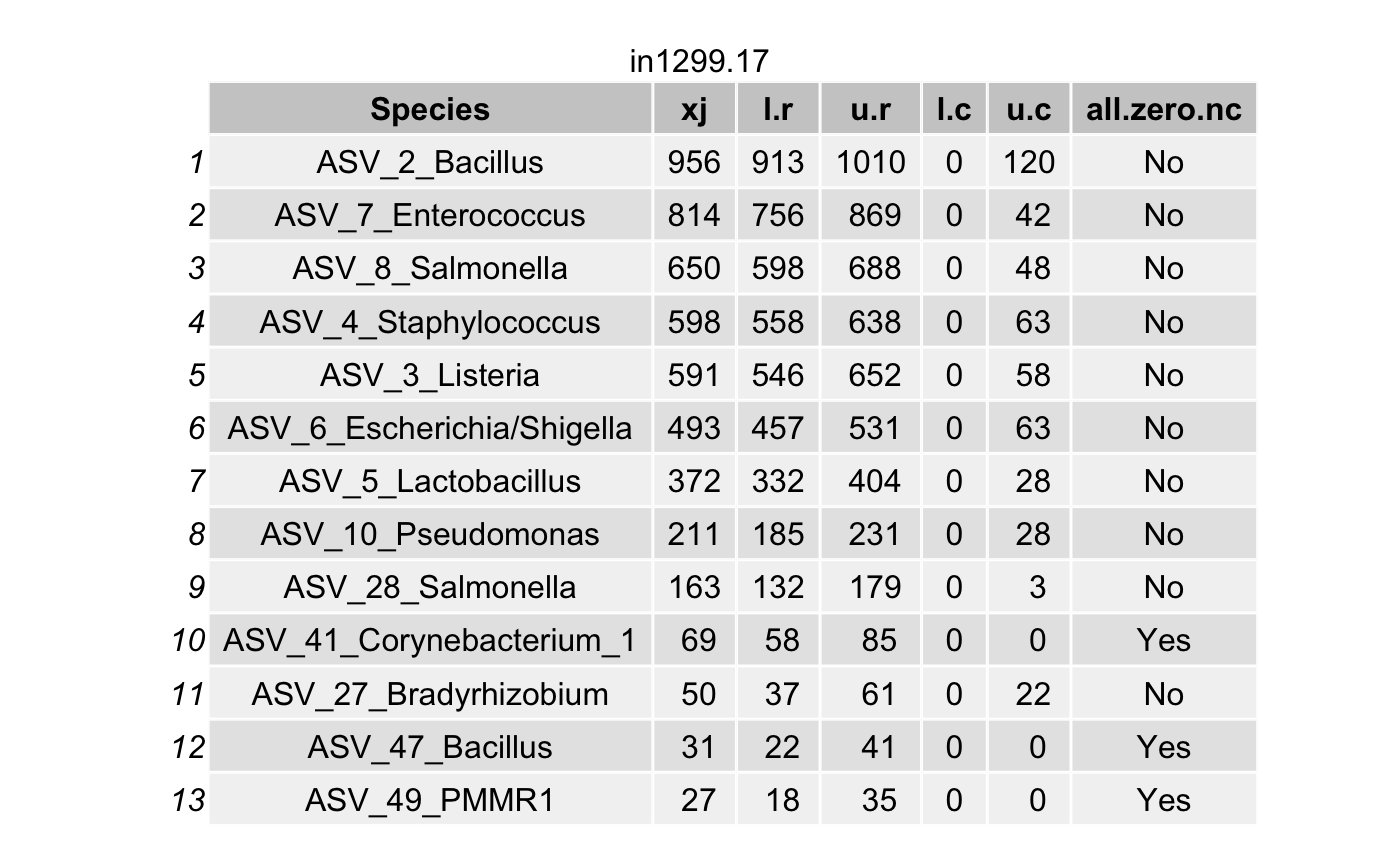 in1299.17
Species xj l.r u.r l.c u.c all.zero.nc
1 ASV_2_Bacillus 956 913 1010 0 120 No
2 ASV_7_Enterococcus 814 756 869 0 42 No
3 ASV_8_Salmonella 650 598 688 0 48 No
4 ASV_4_Staphylococcus 598 558 638 0 63 No
5 ASV_3_Listeria 591 546 652 0 58 No
6 ASV_6_Escherichia/Shigella 493 457 531 0 63 No
7 ASV_5_Lactobacillus 372 332 404 0 28 No
8 ASV_10_Pseudomonas 211 185 231 0 28 No
9 ASV_28_Salmonella 163 132 179 0 3 No
10 ASV_41_Corynebacterium_1 69 58 85 0 0 Yes
11 ASV_27_Bradyrhizobium 50 37 61 0 22 No
12 ASV_47_Bacillus 31 22 41 0 0 Yes
13 ASV_49_PMMR1 27 18 35 0 0 Yes